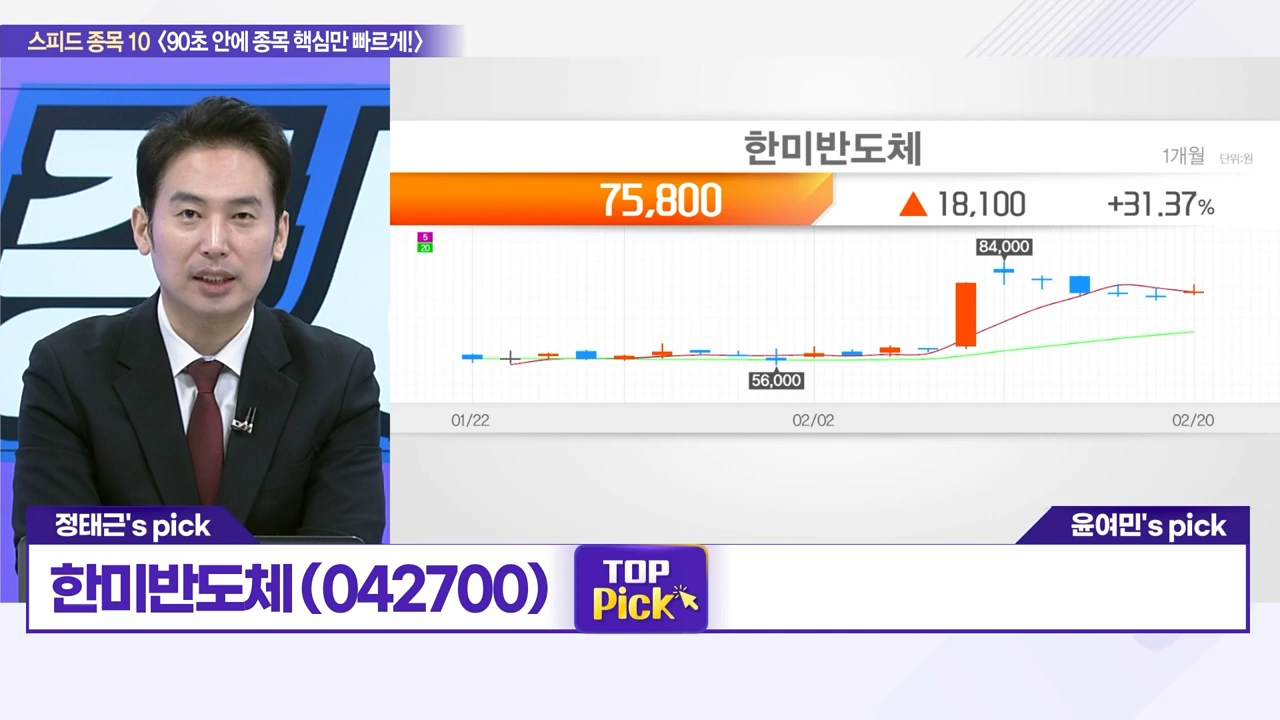 스피드 종목 10 〈90초 안에 종목 핵심만 빠르게!〉
한미반도체
1개월 단위:원
75,800 ▲ 18,100 +31.37%
5
20
84,000
56,000
01/22 02/02 02/20
정태근's pick
윤여민's pick
한미반도체(042700)
TOP
Pick